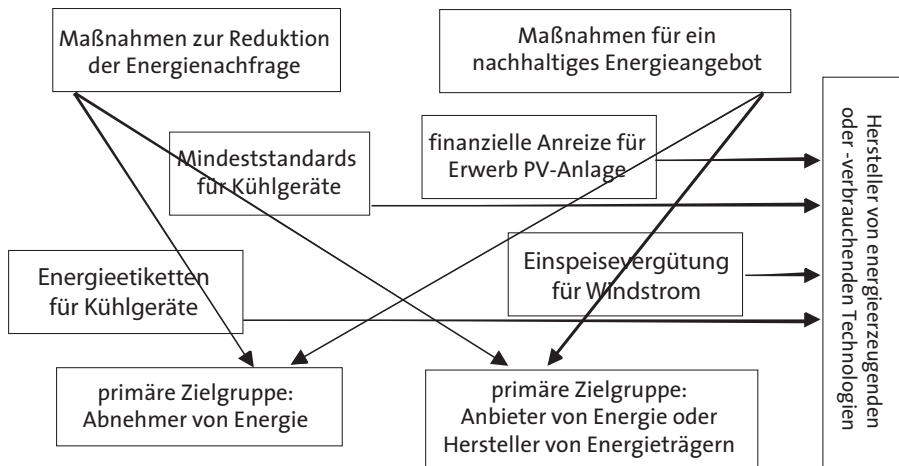 Maßnahmen zur Reduktion
der Energienachfrage
Maßnahmen für ein
nachhaltiges Energieangebot
Mindeststandards
für Kühlgeräte
finanzielle Anreize für
Erwerb PV-Anlage
Energieetiketten
für Kühlgeräte
Einspeisevergütung
für Windstrom
primäre Zielgruppe:
Abnehmer von Energie
primäre Zielgruppe:
Anbieter von Energie oder
Hersteller von Energieträgern
Hersteller von energieerzeugenden
oder -verbrauchenden Technologien